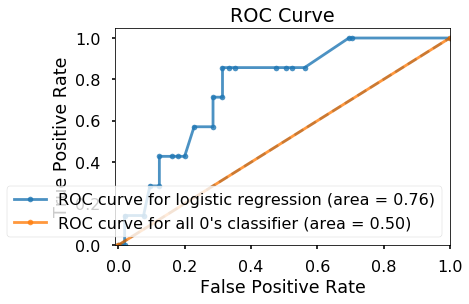 ROC Curve
1.0
0.8
0.6
0.4
0.2
0.0
True Positive Rate
ROC curve for logistic regression (area = 0.76)
ROC curve for all 0's classifier (area = 0.50)
0.0 0.2 0.4 0.6 0.8 1.0
False Positive Rate